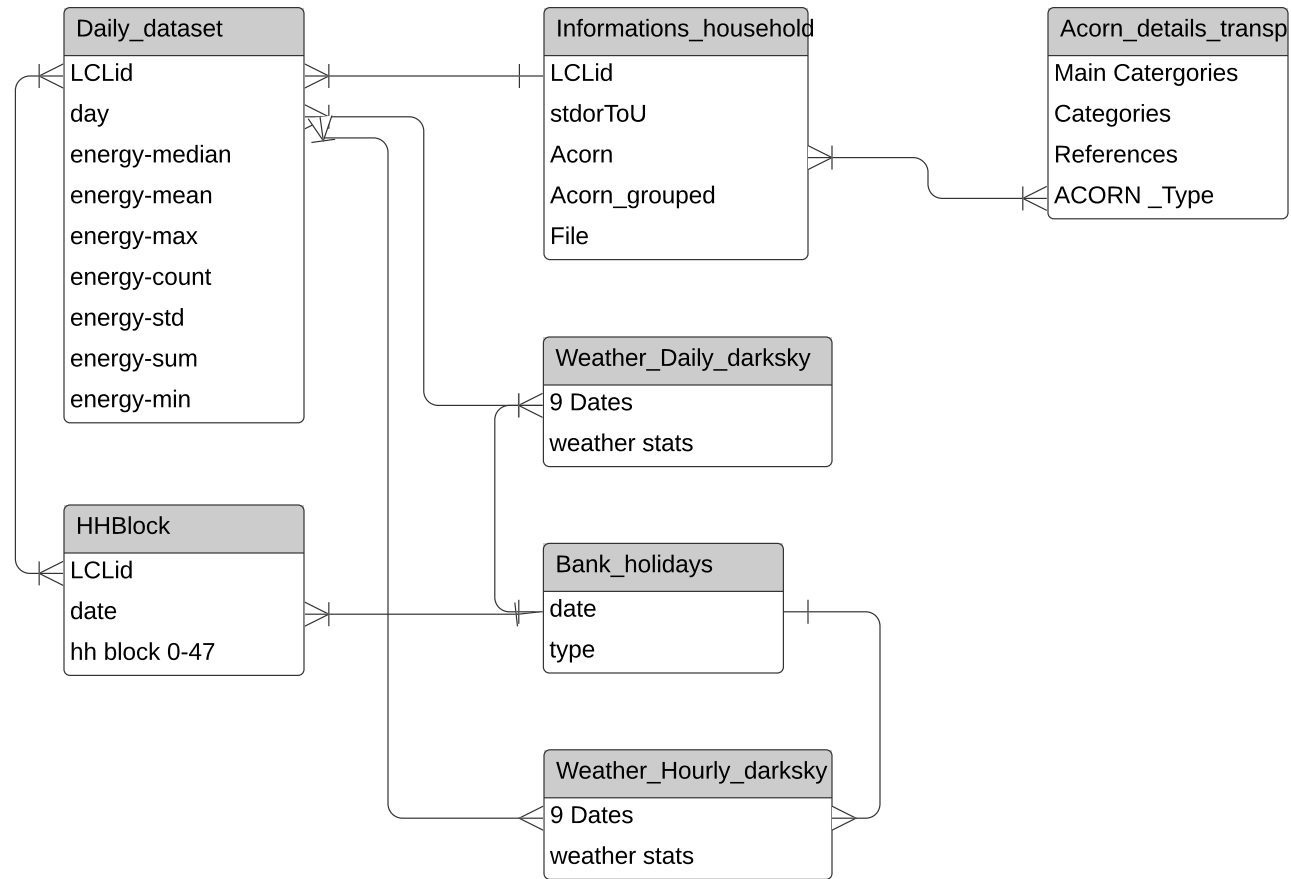 Daily_dataset
LCLid
day
energy-median
energy-mean
energy-max
energy-count
energy-std
energy-sum
energy-min
Informations_household
LCLid
stdorToU
Acorn
Acorn_grouped
File
Acorn_details_transp
Main Catergories
Categories
References
ACORN _Type
Weather_Daily_darksky
9 Dates
weather stats
HHBlock
LCLid
date
hh block 0-47
Bank_holidays
date
type
Weather_Hourly_darksky
9 Dates
weather stats